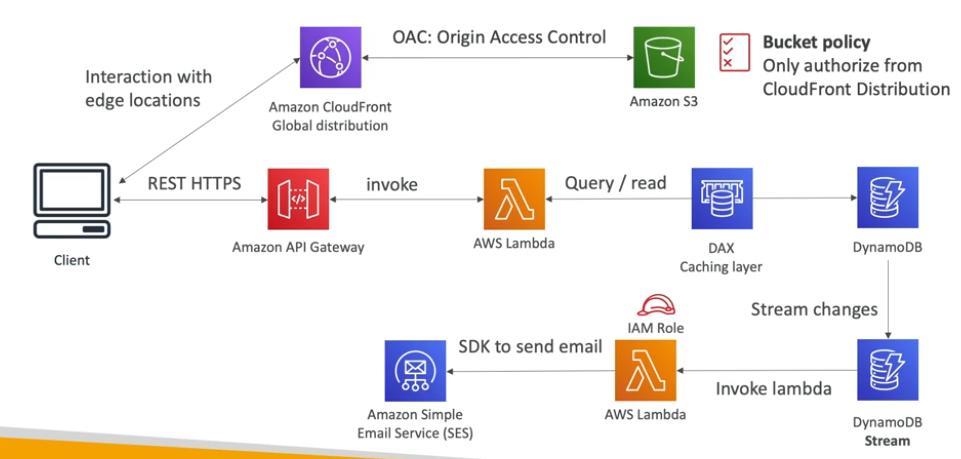 OAC: Origin Access Control
Bucket policy
Only authorize from
CloudFront Distribution
Interaction with
edge locations
Amazon CloudFront
Global distribution
Amazon S3
REST HTTPS
invoke
Query / read
Client
Amazon API Gateway
AWS Lambda
DAX
Caching layer
DynamoDB
Stream changes
IAM Role
SDK to send email
Invoke lambda
Amazon Simple
Email Service (SES)
AWS Lambda
DynamoDB
Stream